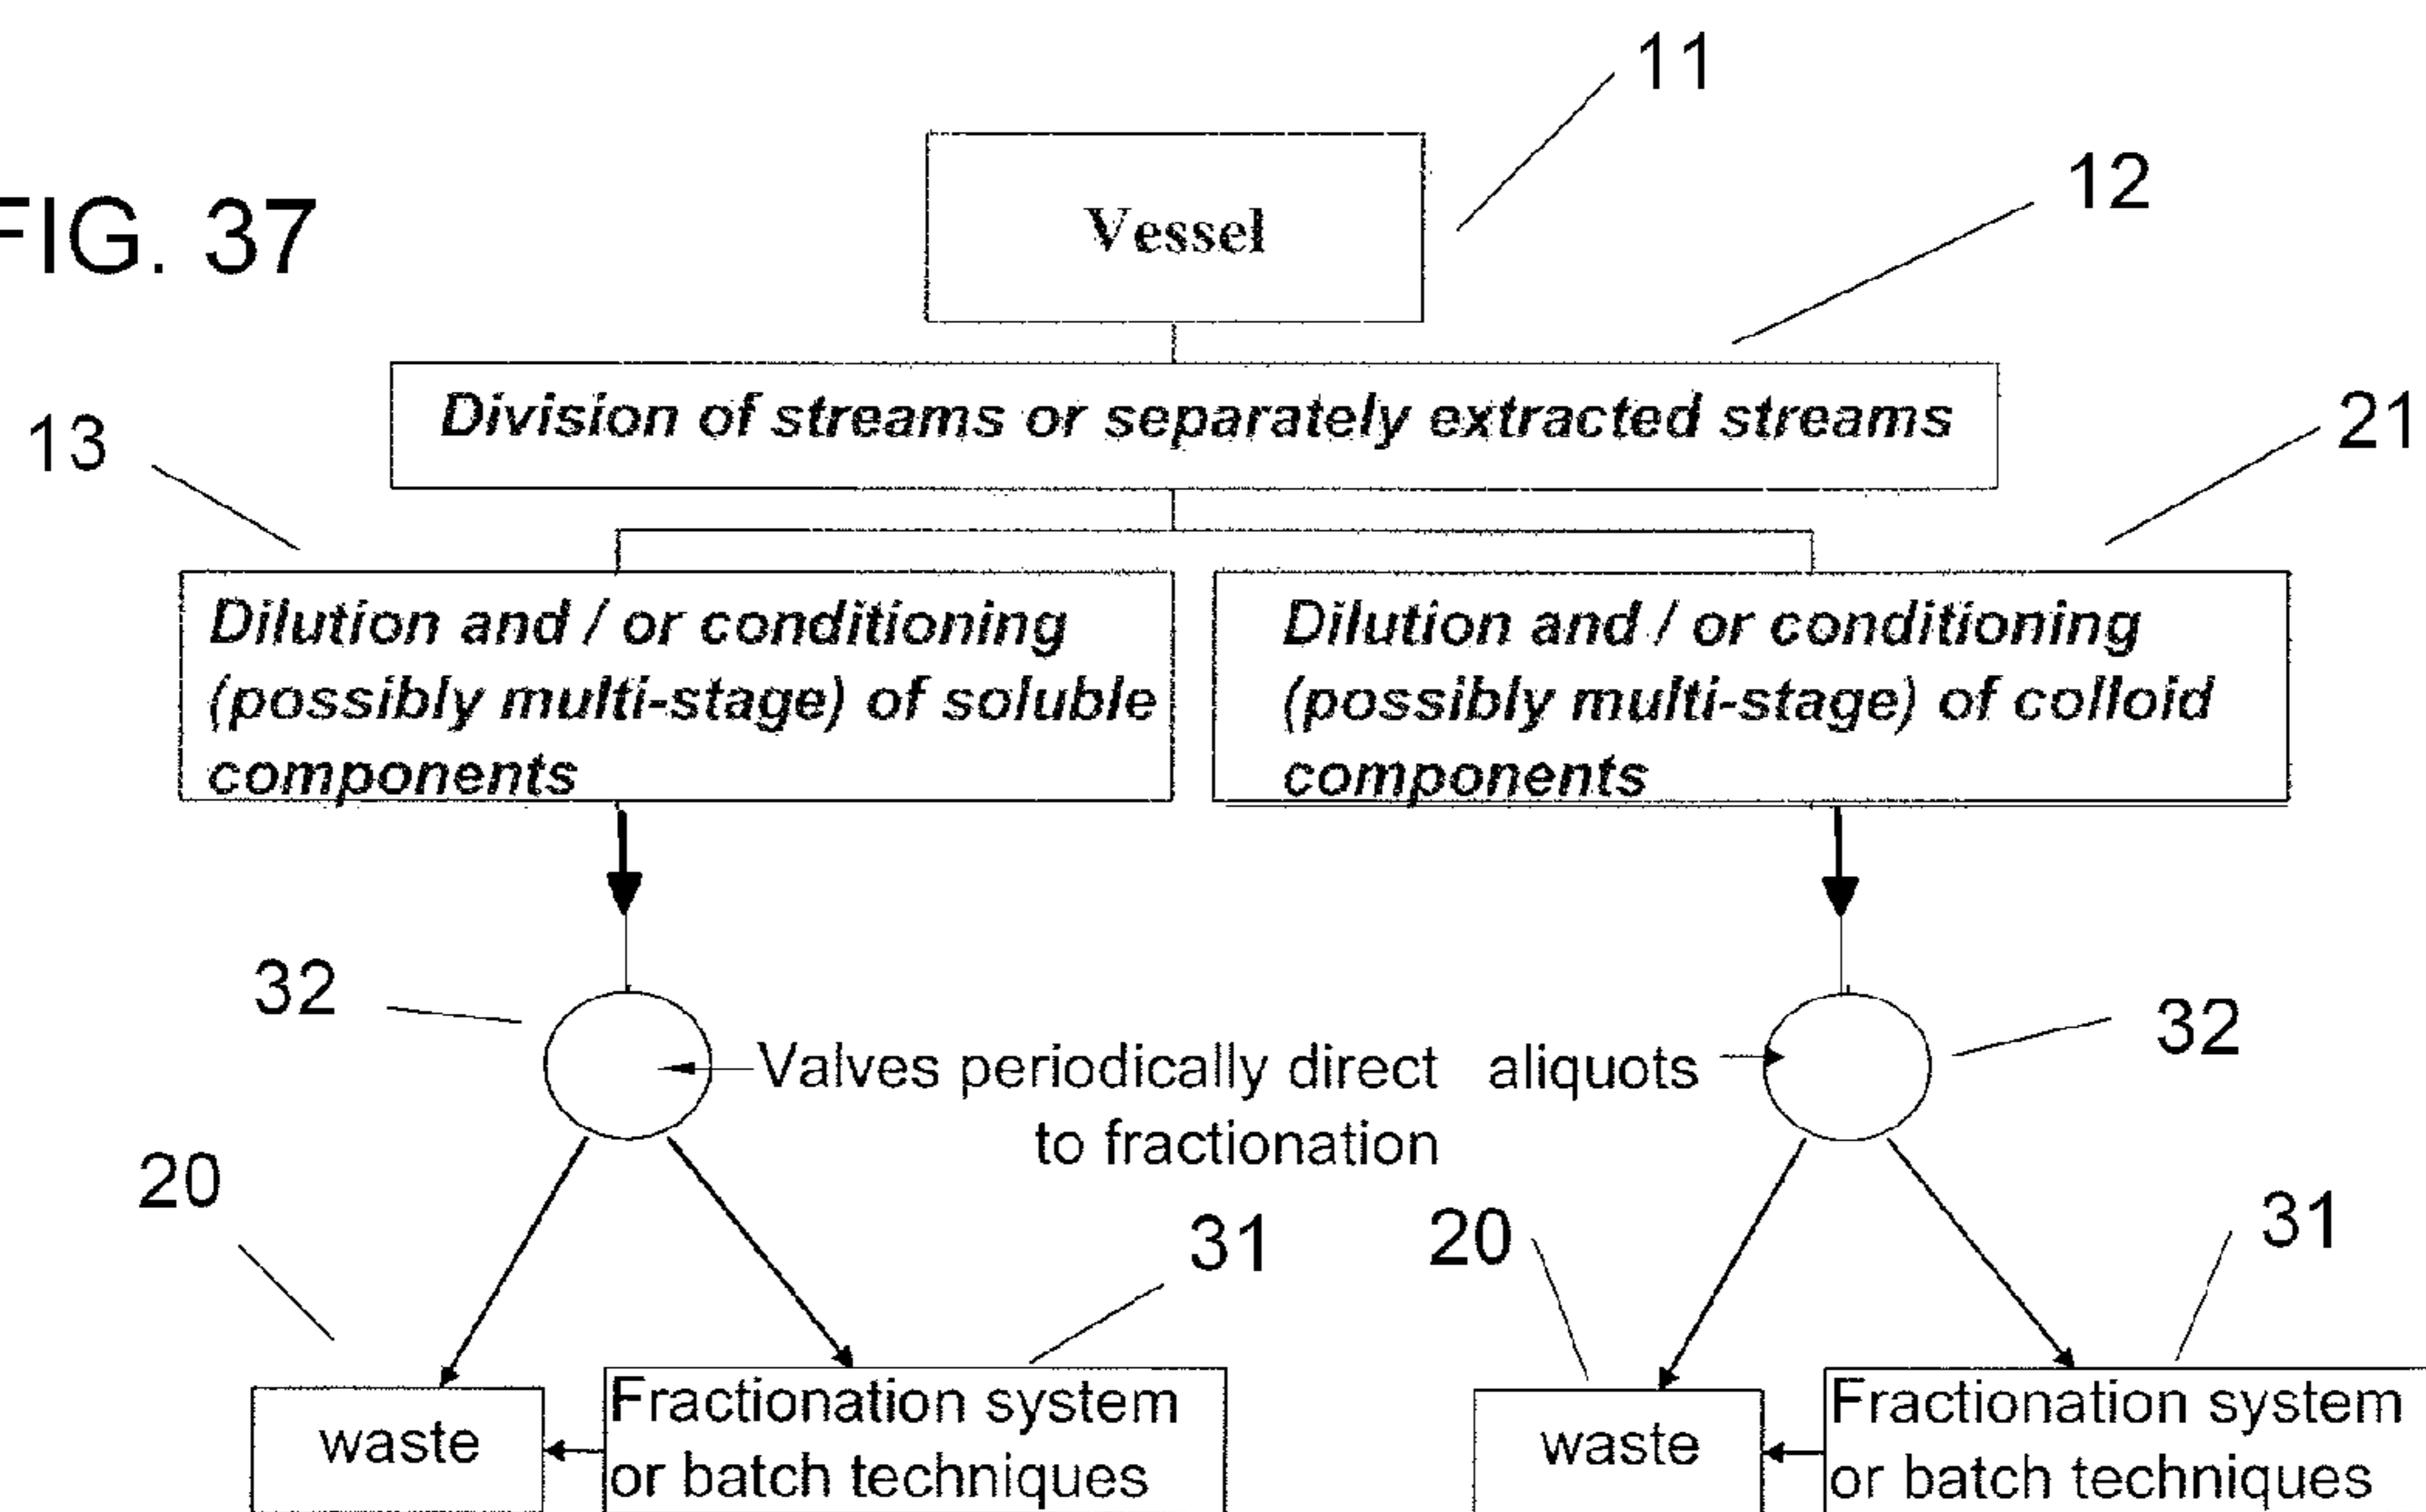 FIG. 37
11
Vessel
12
Division of streams or separately extracted streams
13
21
Dilution and / or conditioning
(possibly multi-stage) of soluble
components
Dilution and / or conditioning
(possibly multi-stage) of colloid
components
32
Valves periodically direct aliquots
to fractionation
32
20
31
20
31
waste
Fractionation system
or batch techniques
waste
Fractionation system
or batch techniques